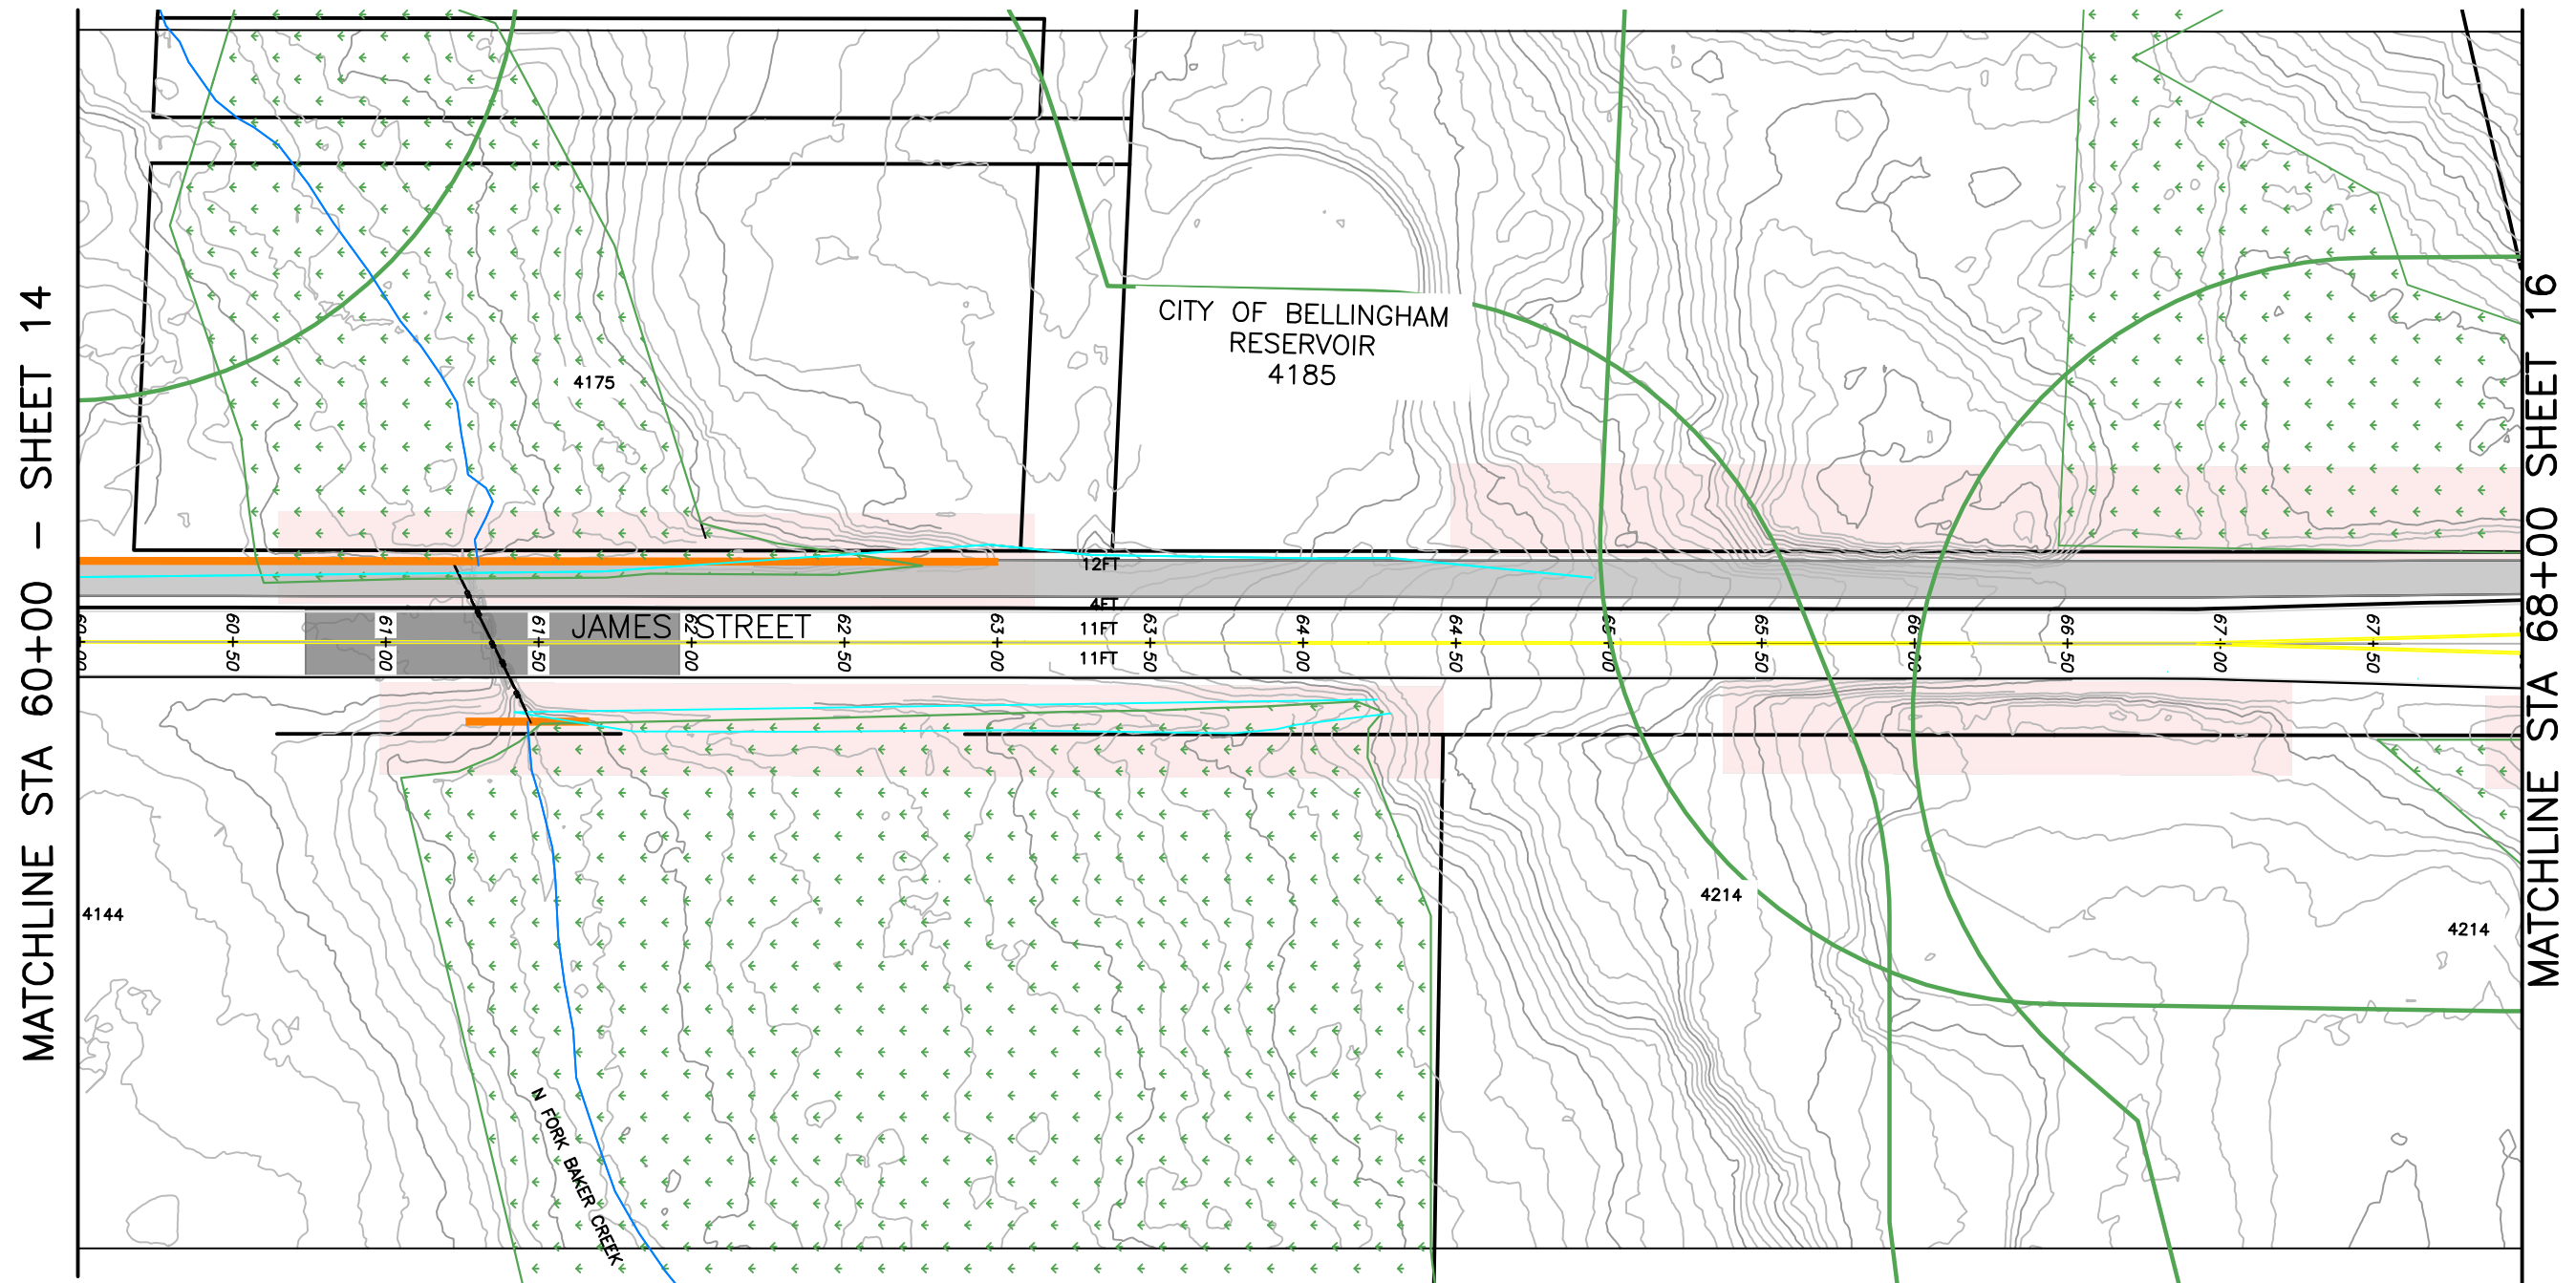 MATCHLINE STA 60+00 – SHEET 14
CITY OF BELLINGHAM
RESERVOIR
4185
4175
12FT
4FT
JAMES STREET
11FT
11FT
60+00
60+50
61+00
61+50
62+00
62+50
63+00
63+50
64+00
64+50
65+00
65+50
66+00
66+50
67+00
67+50
4144
4214
4214
N FORK BAKER CREEK
MATCHLINE STA 68+00 SHEET 16